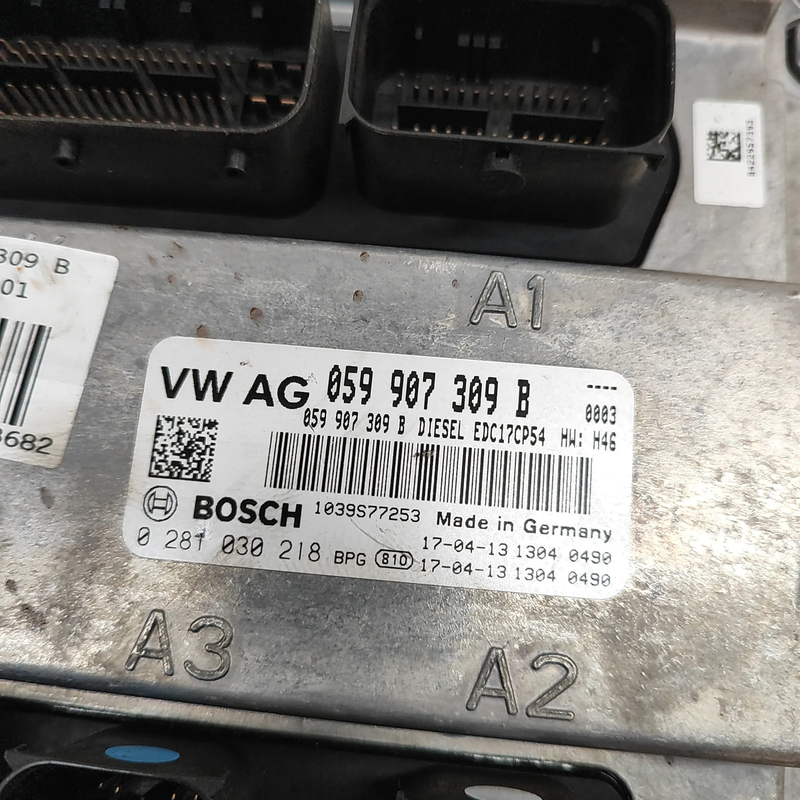 A1
309 B
01
3682
VW AG 059 907 309 B
----
0003
059 907 309 B DIESEL EDC17CP54 HW: H46
BOSCH 1039S77253 Made in Germany
0 281 030 218 BPG 810
17-04-13 1304 0490
17-04-13 1304 0490
A3
A2